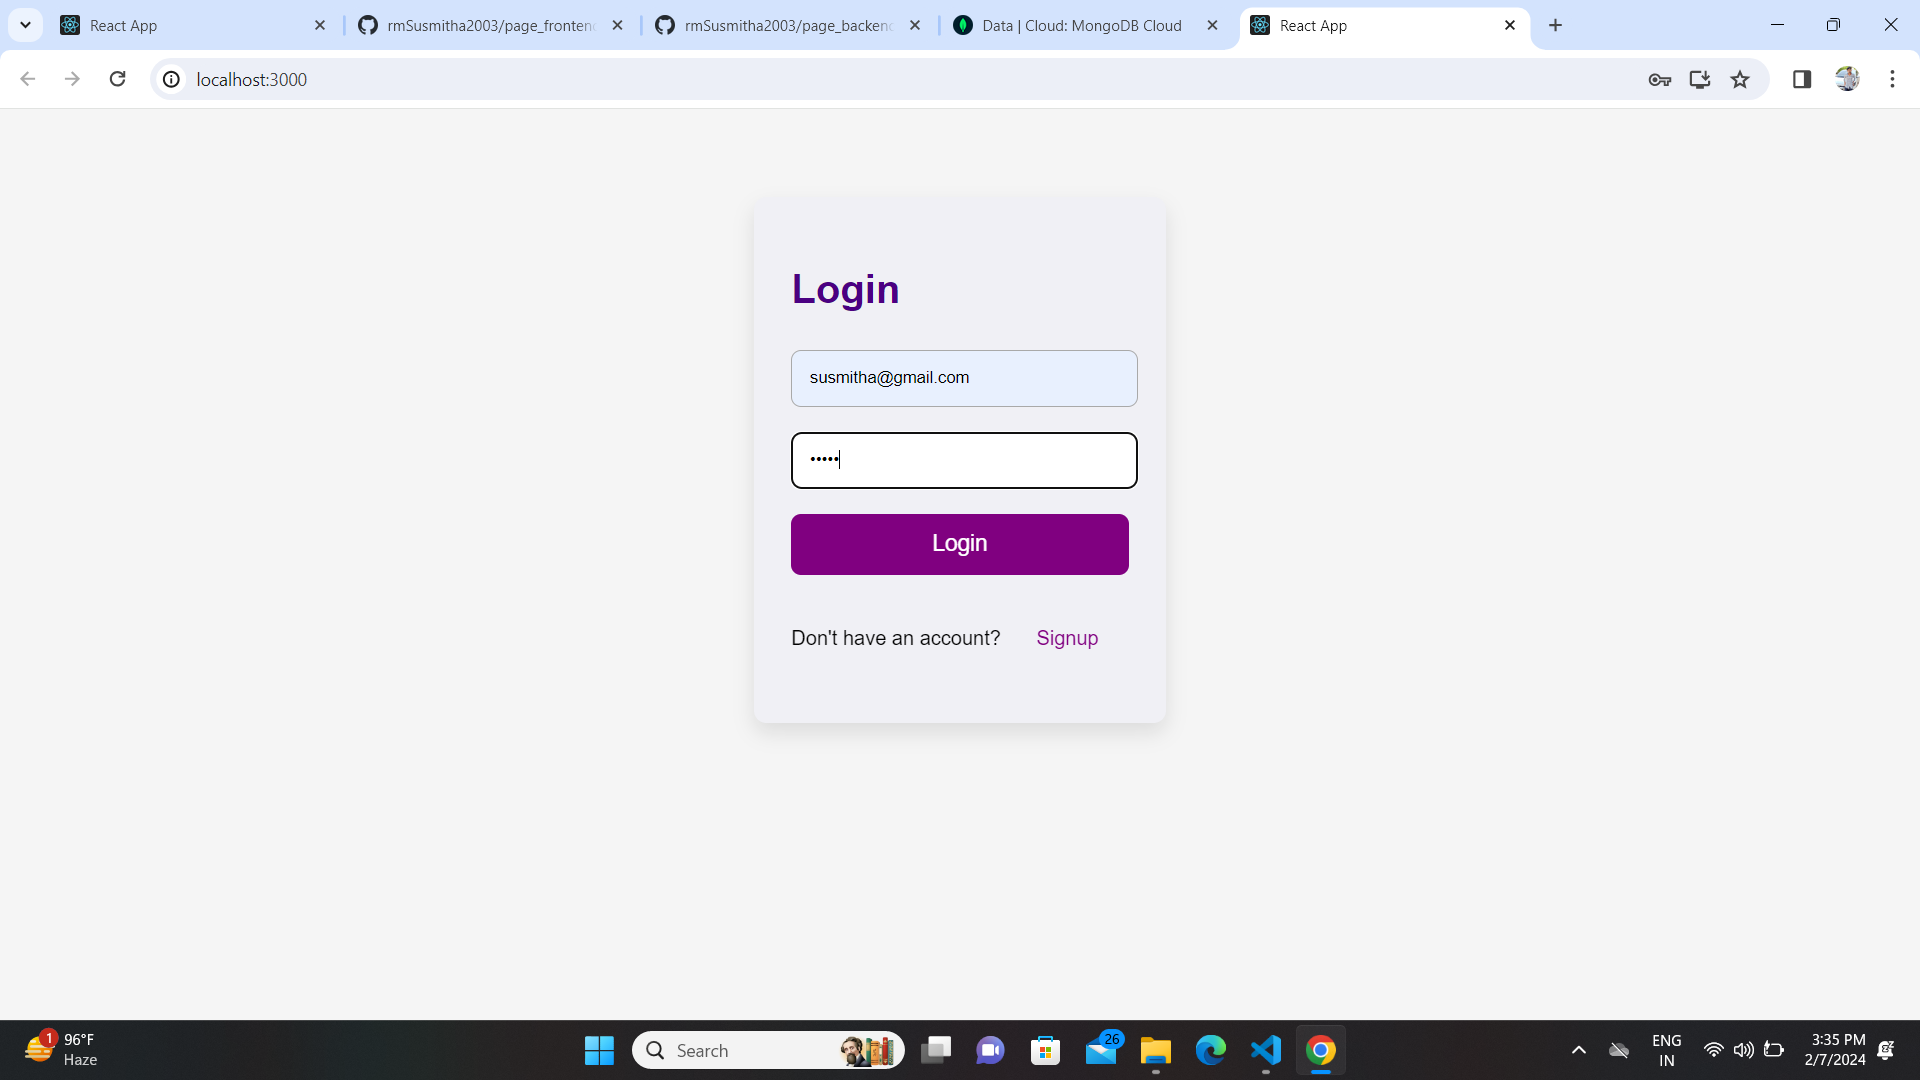 React App
rmSusmitha2003/page_fronten
rmSusmitha2003/page_backen
Data | Cloud: MongoDB Cloud
React App
localhost:3000
Login
susmitha@gmail.com
•••••
Login
Don't have an account? Signup
1
96°F
Haze
Search
26
ENG
IN
3:35 PM
2/7/2024